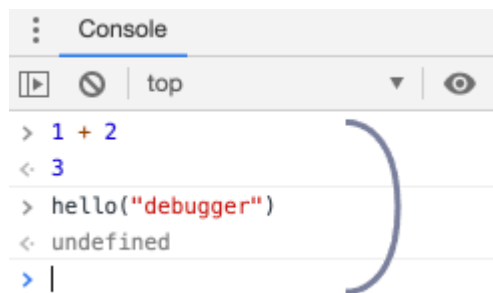 Console
top
> 1 + 2
<· 3
> hello("debugger")
<· undefined
>